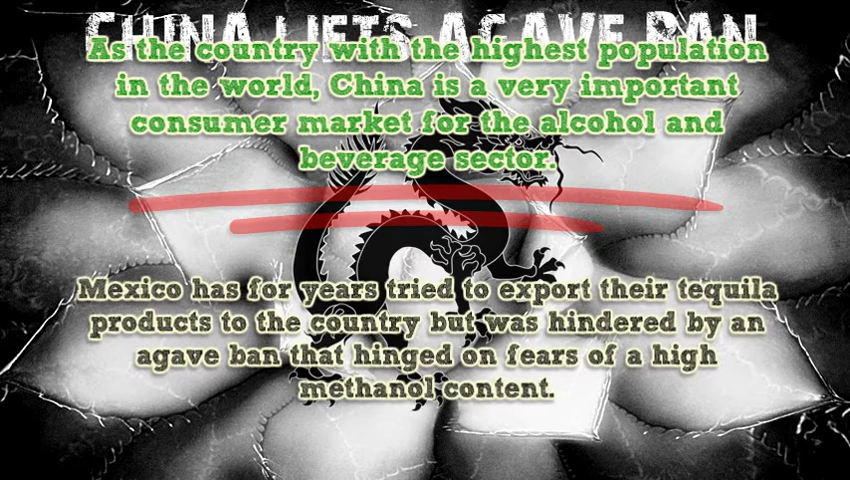 CHINA LIFTS AGAVE BAN
As the country with the highest population
in the world, China is a very important
consumer market for the alcohol and
beverage sector.
Mexico has for years tried to export their tequila
products to the country but was hindered by an
agave ban that hinged on fears of a high
methanol content.